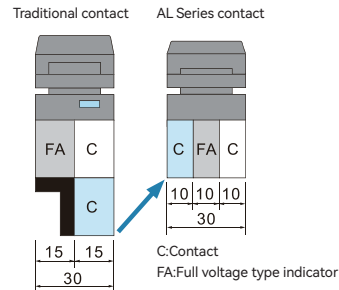 Traditional contact
AL Series contact
FA C
C
C FA C
10 10 10
30
15 15
30
C:Contact
FA:Full voltage type indicator